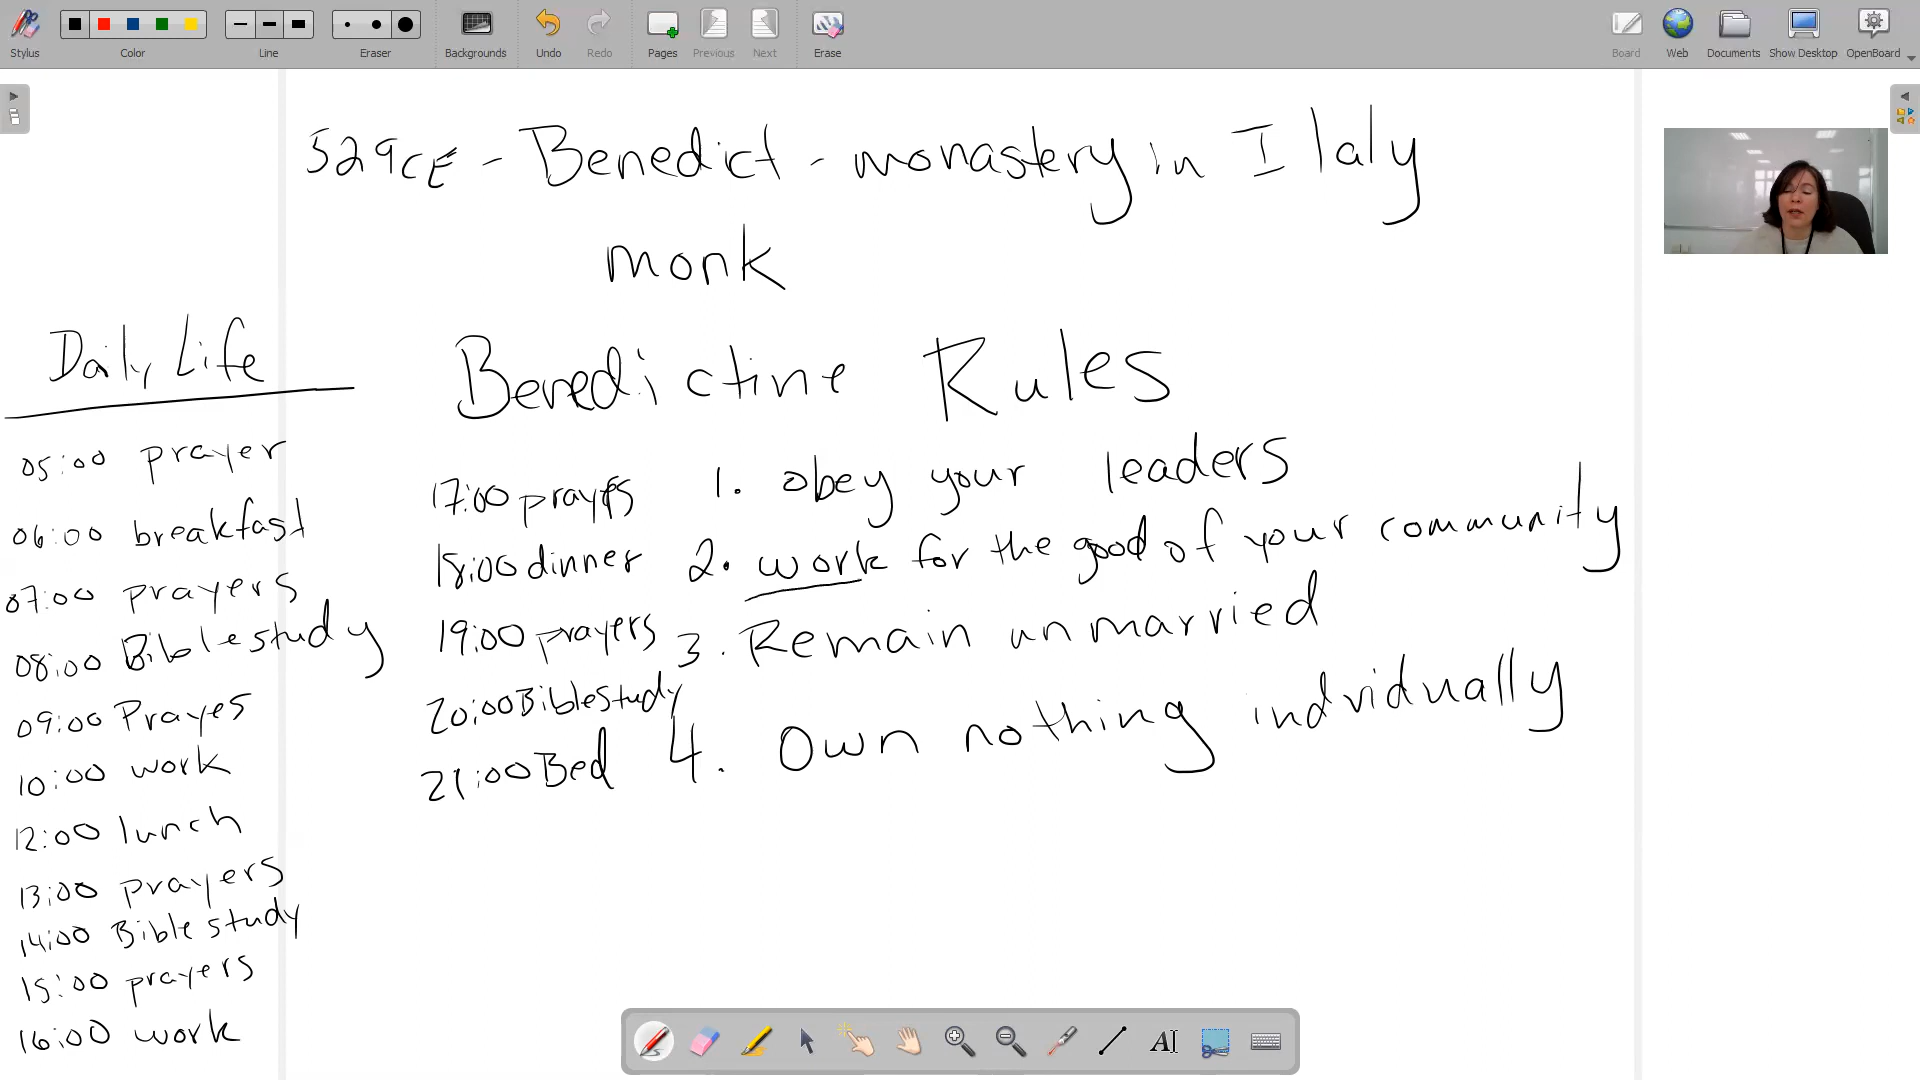 Stylus
Color
Line
Eraser
Backgrounds
Undo
Redo
Pages
Previous
Next
Erase
Board
Web
Documents
Show Desktop
OpenBoard
529CE - Benedict - monastery in Italy
monk
Daily Life
05:00 prayer
06:00 breakfast
07:00 prayers
08:00 Bible study
09:00 Prayes
10:00 work
12:00 lunch
13:00 prayers
14:00 Bible study
15:00 prayers
16:00 work
17:00 prayers
18:00 dinner
19:00 prayers
20:00 Bible study
21:00 Bed
Benedictine Rules
1. obey your leaders
2. work for the good of your community
3. Remain unmarried
4. Own nothing indvidually